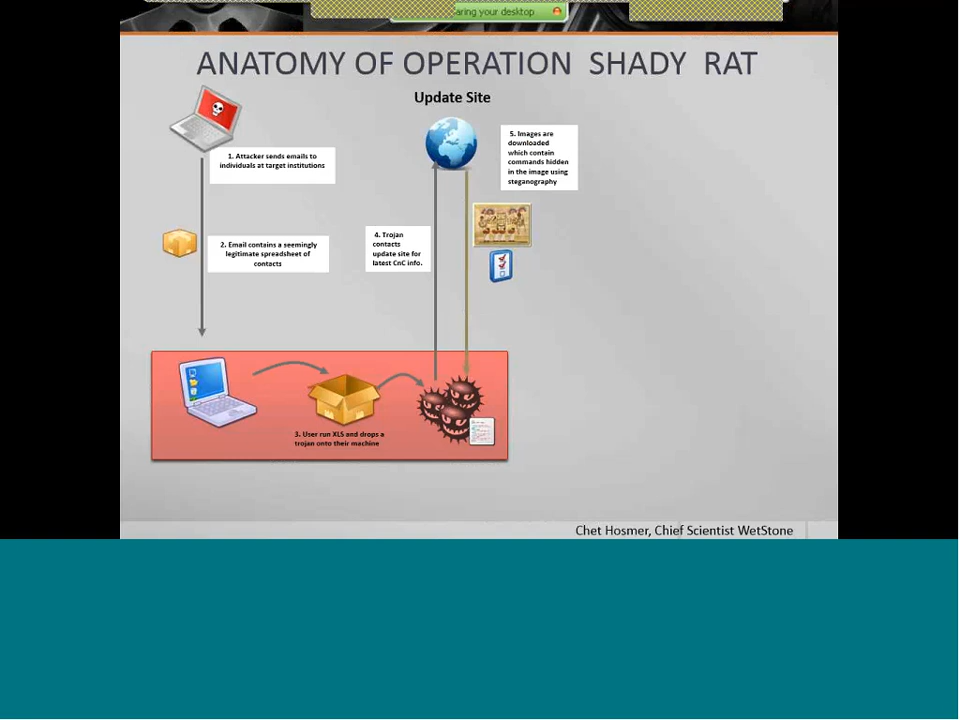 aring your desktop
ANATOMY OF OPERATION SHADY RAT
Update Site
1. Attacker sends emails to
individuals at target institutions
2. Email contains a seemingly
legitimate spreadsheet of
contacts
3. User run XLS and drops a
trojan onto their machine
4. Trojan
contacts
update site for
latest CnC info.
5. Images are
downloaded
which contain
commands hidden
in the image using
steganography
Chet Hosmer, Chief Scientist WetStone